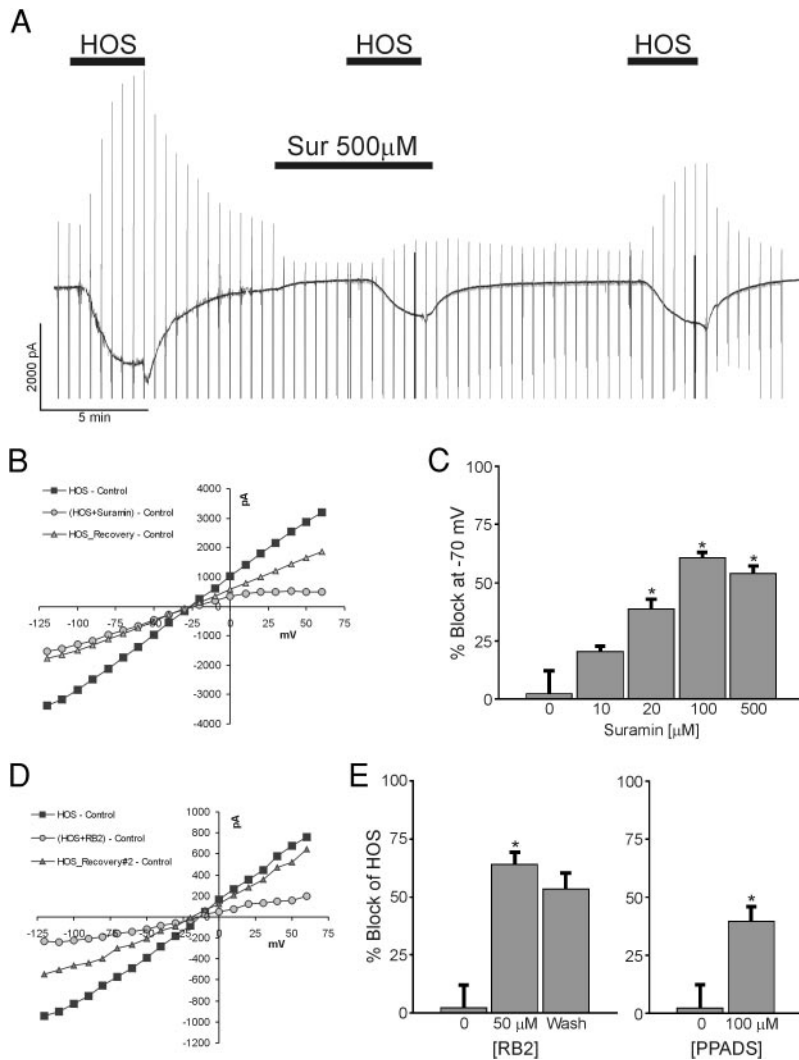 A
HOS HOS HOS
Sur 500µM
2000 pA
5 min
B
HOS - Control
(HOS+Suramin) - Control
HOS_Recovery - Control
pA
4000
3000
2000
1000
-1000
-2000
-3000
-4000
-125 -100 -75 -50 -25 0 25 50 75
mV
C
% Block at -70 mV
100
75
50
25
0
* * *
0 10 20 100 500
Suramin [µM]
D
HOS - Control
(HOS+RB2) - Control
HOS_Recovery#2 - Control
pA
1000
800
600
400
200
-200
-400
-600
-800
-1000
-1200
-125 -100 -75 -50 -25 0 25 50 75
mV
E
% Block of HOS
100
75
50
25
0
*
0 50 µM Wash
[RB2]
100
75
50
25
0
*
0 100 µM
[PPADS]